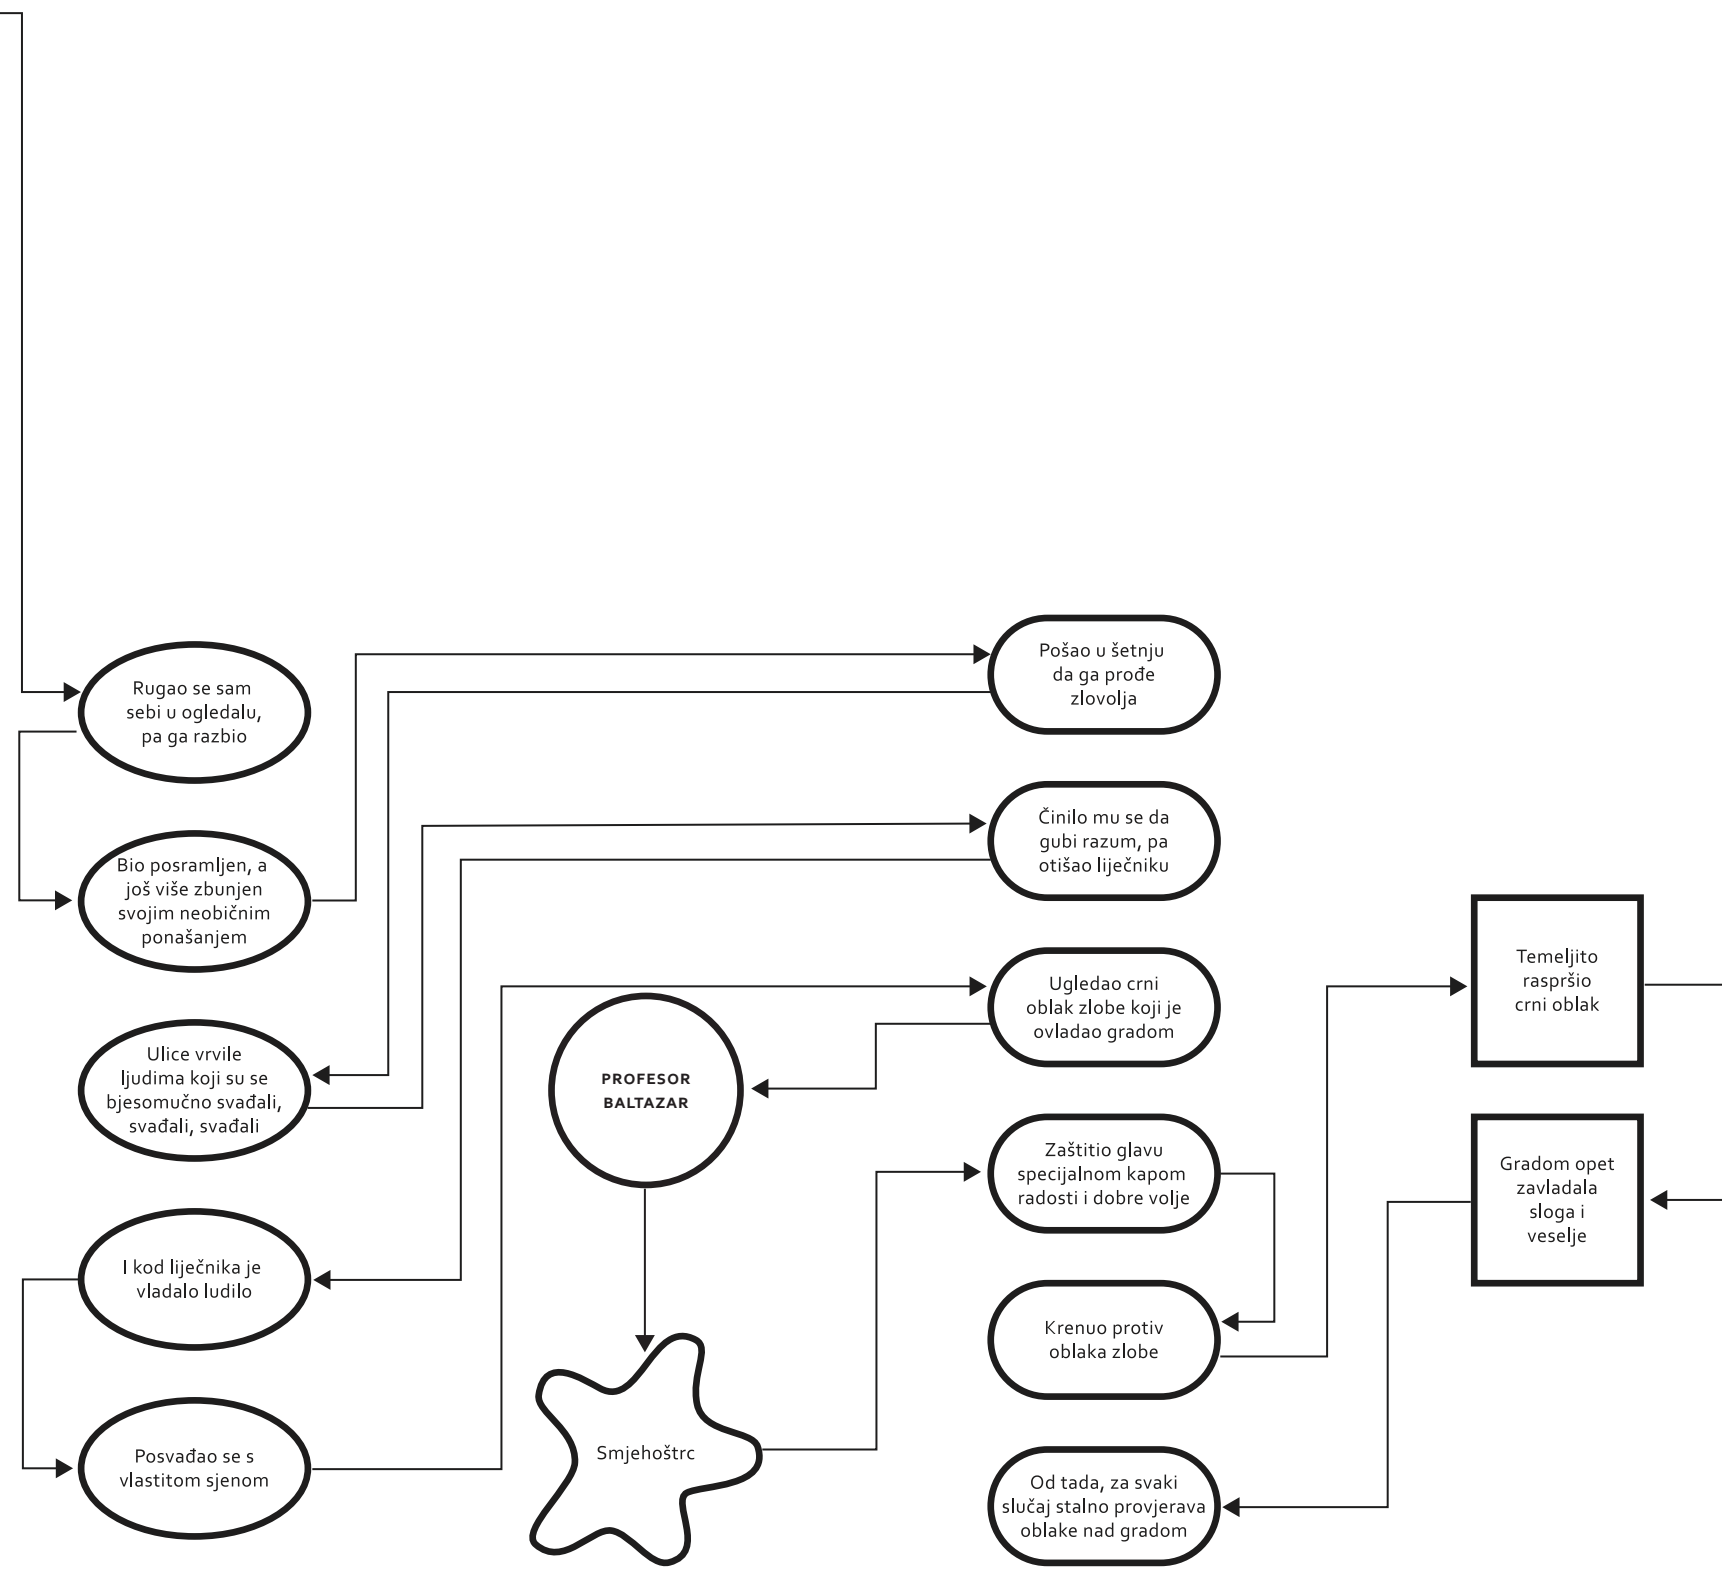 Rugao se sam
sebi u ogledalu,
pa ga razbio
Bio posramljen, a
još više zbunjen
svojim neobičnim
ponašanjem
Ulice vrvile
ljudima koji su se
bjesomučno svađali,
svađali, svađali
I kod liječnika je
vladalo ludilo
Posvađao se s
vlastitom sjenom
PROFESOR
BALTAZAR
Smjehoštrc
Pošao u šetnju
da ga prođe
zlovolja
Činilo mu se da
gubi razum, pa
otišao liječniku
Ugledao crni
oblak zlobe koji je
ovladao gradom
Zaštitio glavu
specijalnom kapom
radosti i dobre volje
Krenuo protiv
oblaka zlobe
Od tada, za svaki
slučaj stalno provjerava
oblake nad gradom
Temeljito
raspršio
crni oblak
Gradom opet
zavladala
sloga i
veselje